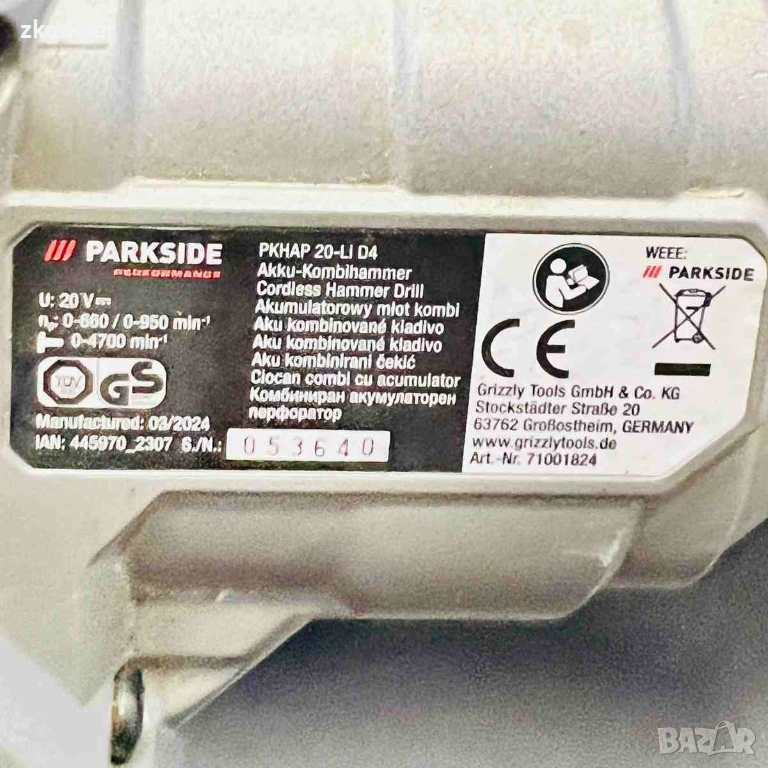 PARKSIDE
PERFORMANCE
U: 20 V
n₀: 0-660 / 0-950 min⁻¹
0-4700 min⁻¹
TÜV
GS
Manufactured: 03/2024
IAN: 445970_2307 S./N.: 053640
PKHAP 20-LI D4
Akku-Kombihammer
Cordless Hammer Drill
Akumulatorowy młot kombi
Aku kombinované kladivo
Aku kombinované kladivo
Aku kombinirani čekić
Ciocan combi cu acumulator
Комбиниран акумулаторен
перфоратор
WEEE:
PARKSIDE
CE
Grizzly Tools GmbH & Co. KG
Stockstädter Straße 20
63762 Großostheim, GERMANY
www.grizzlytools.de
Art.-Nr. 71001824
BAZAR